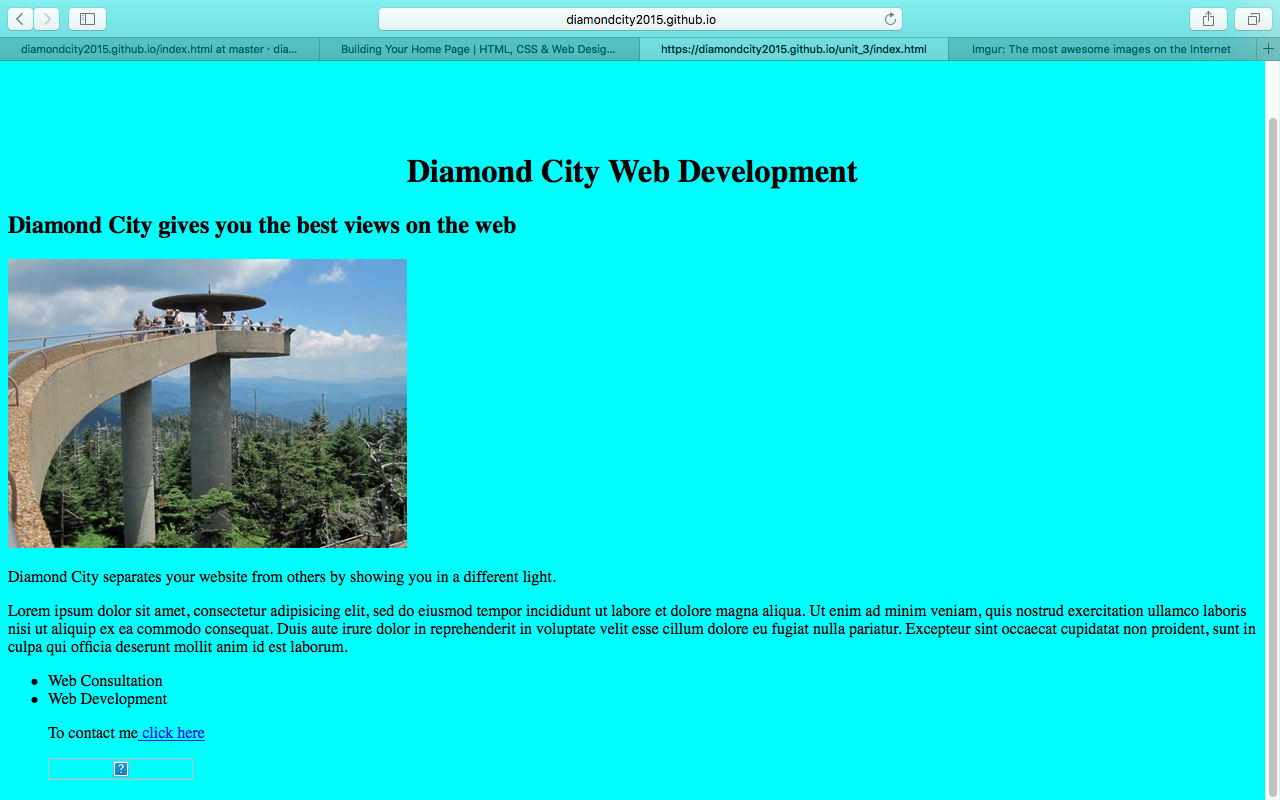 diamondcity2015.github.io
diamondcity2015.github.io/index.html at master · dia...
Building Your Home Page | HTML, CSS & Web Desig...
https://diamondcity2015.github.io/unit_3/index.html
Imgur: The most awesome images on the Internet
Diamond City Web Development
Diamond City gives you the best views on the web
Diamond City separates your website from others by showing you in a different light.
Lorem ipsum dolor sit amet, consectetur adipisicing elit, sed do eiusmod tempor incididunt ut labore et dolore magna aliqua. Ut enim ad minim veniam, quis nostrud exercitation ullamco laboris
nisi ut aliquip ex ea commodo consequat. Duis aute irure dolor in reprehenderit in voluptate velit esse cillum dolore eu fugiat nulla pariatur. Excepteur sint occaecat cupidatat non proident, sunt in
culpa qui officia deserunt mollit anim id est laborum.
• Web Consultation
• Web Development
To contact me click here
?